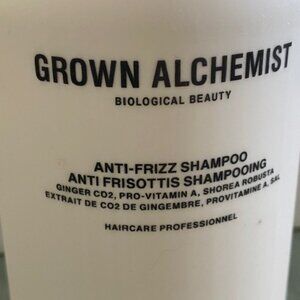 GROWN ALCHEMIST
BIOLOGICAL BEAUTY
ANTI-FRIZZ SHAMPOO
ANTI FRISOTTIS SHAMPOOING
GINGER CO2, PRO-VITAMIN A, SHOREA ROBUSTA
EXTRAIT DE CO2 DE GINGEMBRE, PROVITAMINE A, SAL
HAIRCARE PROFESSIONNEL